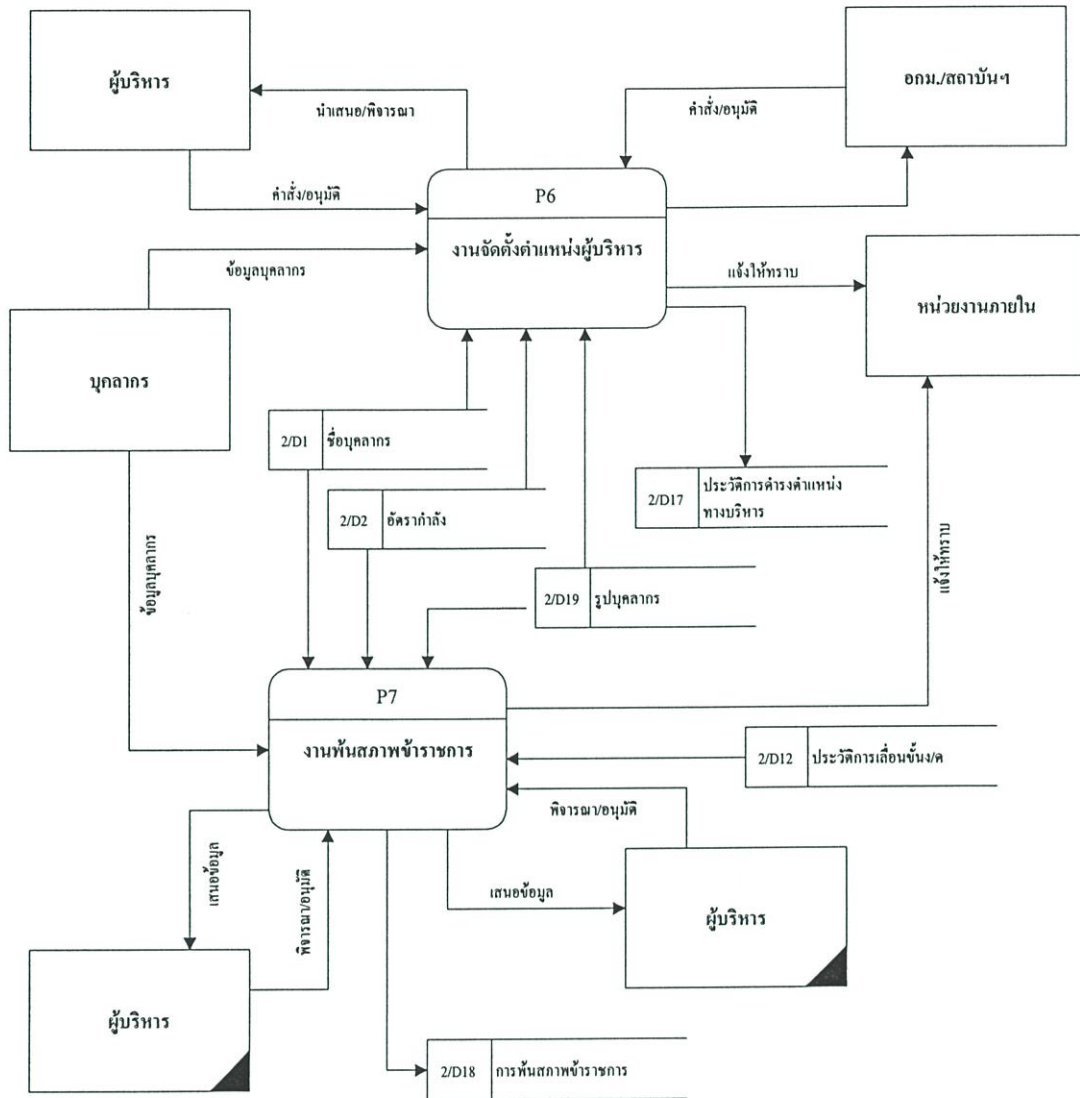 ผู้บริหาร
อกม./สถาบันฯ
นำเสนอ/พิจารณา
คำสั่ง/อนุมัติ
คำสั่ง/อนุมัติ
P6
งานจัดตั้งตำแหน่งผู้บริหาร
ข้อมูลบุคลากร
แจ้งให้ทราบ
หน่วยงานภายใน
บุคลากร
2/D1 ชื่อบุคลากร
2/D2 อัตรากำลัง
2/D17 ประวัติการดำรงตำแหน่ง
ทางบริหาร
2/D19 รูปบุคลากร
ข้อมูลบุคลากร
แจ้งให้ทราบ
P7
งานพ้นสภาพข้าราชการ
2/D12 ประวัติการเลื่อนขั้นง/ด
พิจารณา/อนุมัติ
เสนอข้อมูล
พิจารณา/อนุมัติ
เสนอข้อมูล
ผู้บริหาร
ผู้บริหาร
2/D18 การพ้นสภาพข้าราชการ